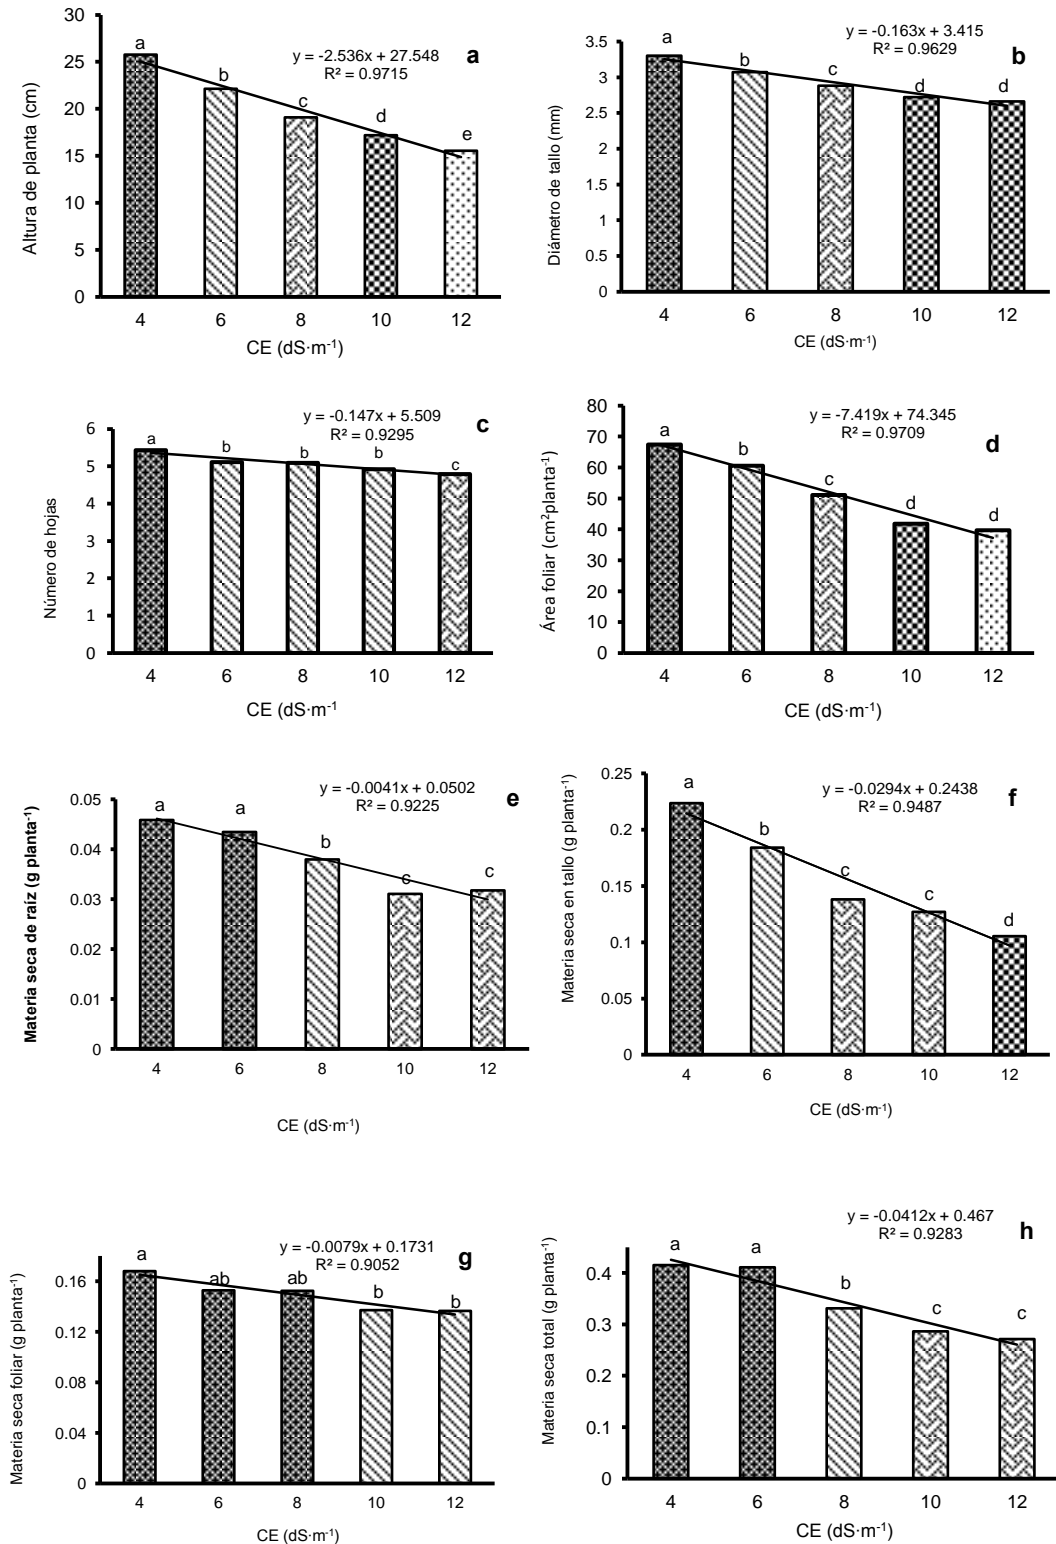 y = -2.536x + 27.548
R² = 0.9715
a
Altura de planta (cm)
30
25
20
15
10
5
0
a
b
c
d
e
4 6 8 10 12
CE (dS·m⁻¹)
y = -0.163x + 3.415
R² = 0.9629
b
Diámetro de tallo (mm)
3.5
3
2.5
2
1.5
1
0.5
0
a
b
c
d
d
4 6 8 10 12
CE (dS·m⁻¹)
y = -0.147x + 5.509
R² = 0.9295
c
Número de hojas
6
5
4
3
2
1
0
a
b
b
b
c
4 6 8 10 12
CE (dS·m⁻¹
y = -7.419x + 74.345
R² = 0.9709
d
Área foliar (cm²planta⁻¹)
80
70
60
50
40
30
20
10
0
a
b
c
d
d
4 6 8 10 12
CE (dS·m⁻¹)
y = -0.0041x + 0.0502
R² = 0.9225
e
Materia seca de raíz (g planta⁻¹)
0.05
0.04
0.03
0.02
0.01
0
a
a
b
c
c
4 6 8 10 12
CE (dS·m⁻¹)
y = -0.0294x + 0.2438
R² = 0.9487
f
Materia seca en tallo (g planta⁻¹)
0.25
0.2
0.15
0.1
0.05
0
a
b
c
c
d
4 6 8 10 12
CE (dS·m⁻¹)
y = -0.0079x + 0.1731
R² = 0.9052
g
Materia seca foliar (g planta⁻¹)
0.16
0.12
0.08
0.04
0
a
ab
ab
b
b
4 6 8 10 12
CE (dS·m⁻¹)
y = -0.0412x + 0.467
R² = 0.9283
h
Materia seca total (g planta⁻¹)
0.4
0.3
0.2
0.1
0
a
a
b
c
c
4 6 8 10 12
CE (dS·m⁻¹)